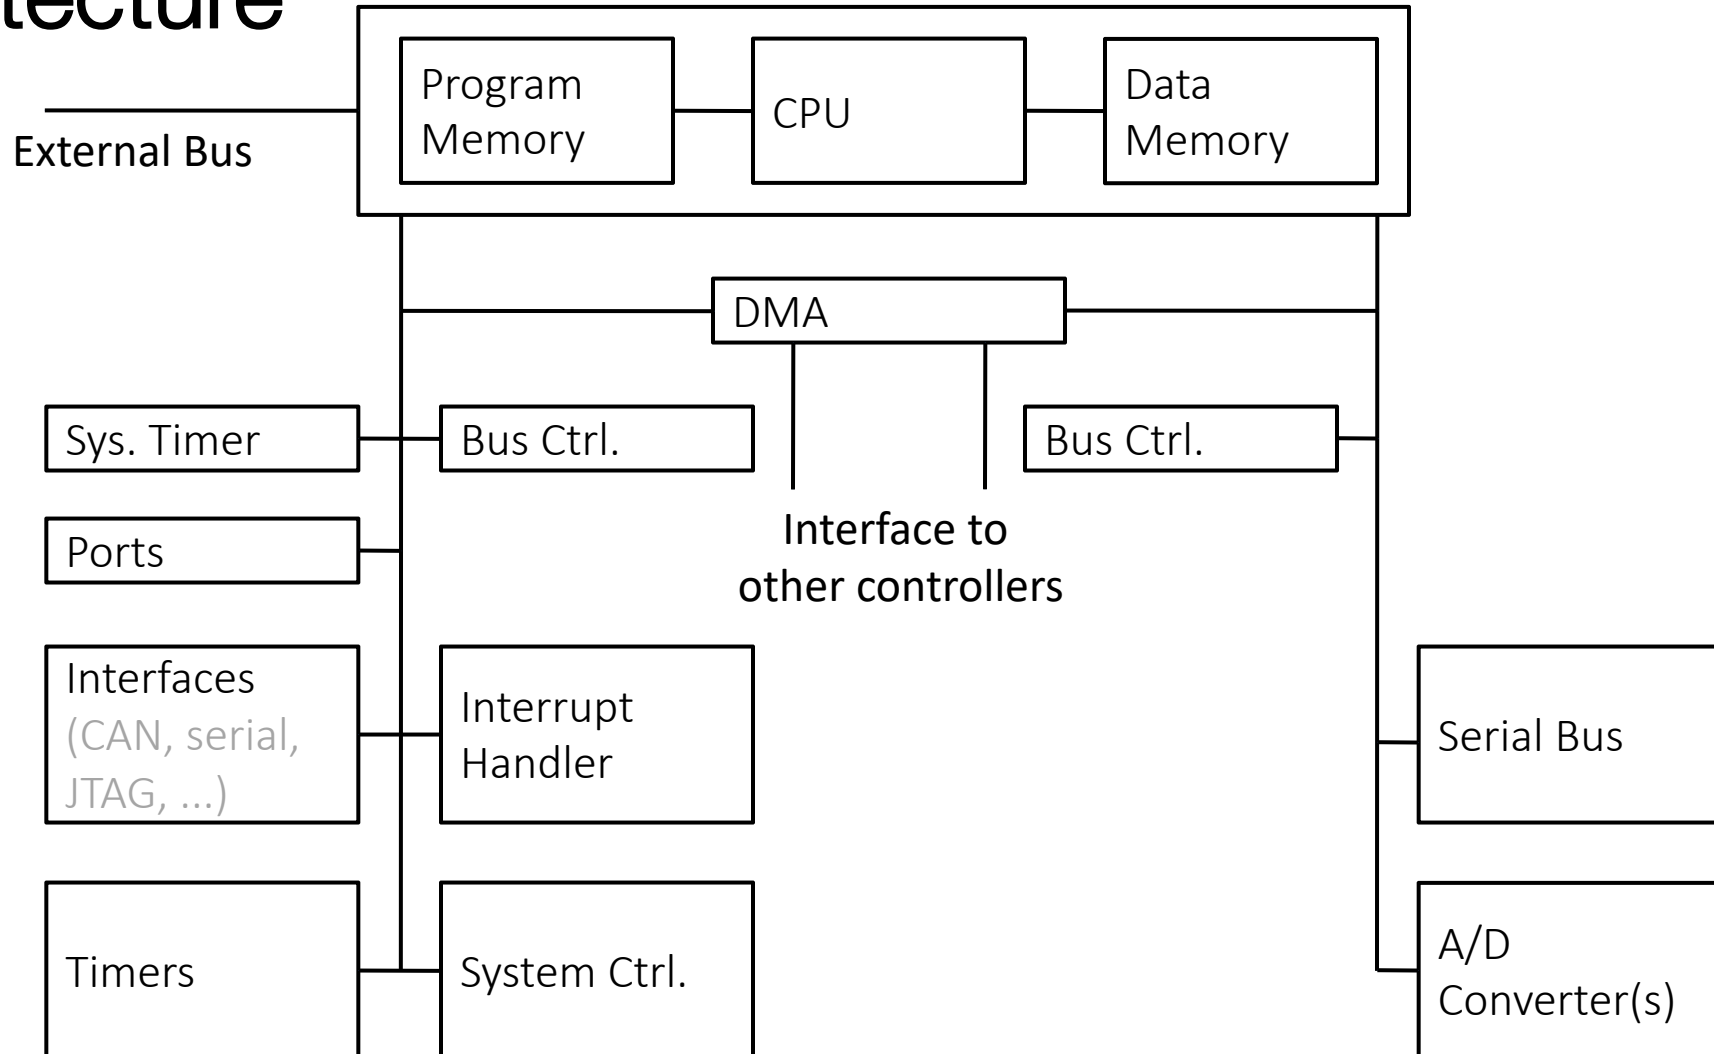 tecture
Program
Memory
CPU
Data
Memory
External Bus
DMA
Sys. Timer
Bus Ctrl.
Bus Ctrl.
Ports
Interface to
other controllers
Interfaces
(CAN, serial,
JTAG, ...)
Interrupt
Handler
Serial Bus
Timers
System Ctrl.
A/D
Converter(s)